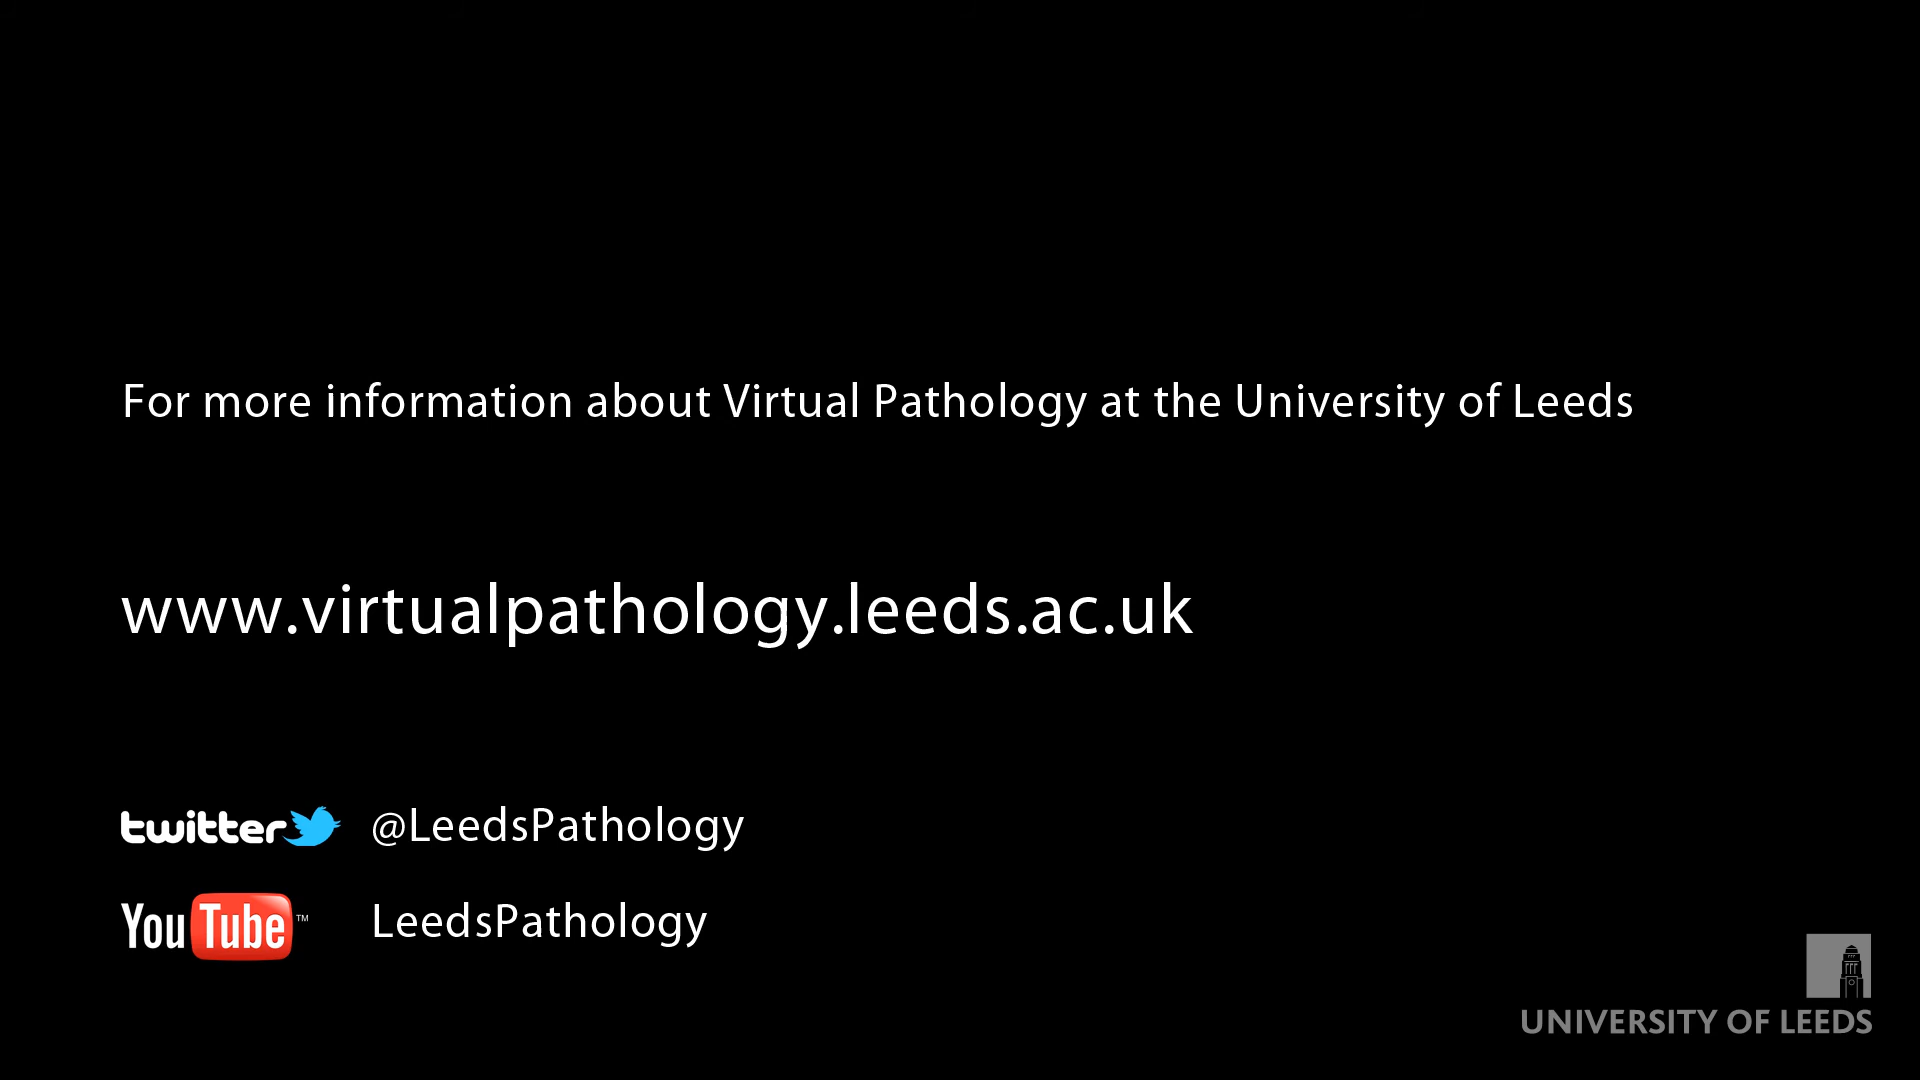 For more information about Virtual Pathology at the University of Leeds
www.virtualpathology.leeds.ac.uk
twitter @LeedsPathology
YouTube™ LeedsPathology
UNIVERSITY OF LEEDS